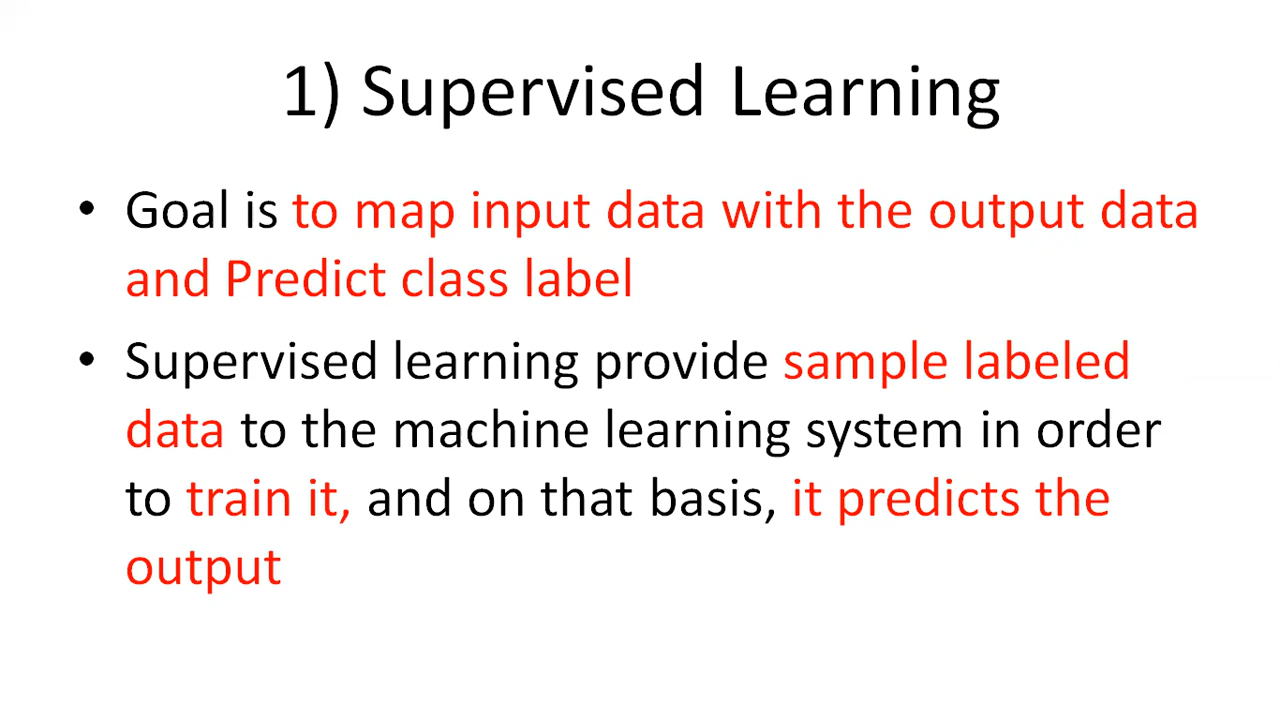 1) Supervised Learning
• Goal is to map input data with the output data
and Predict class label
• Supervised learning provide sample labeled
data to the machine learning system in order
to train it, and on that basis, it predicts the
output